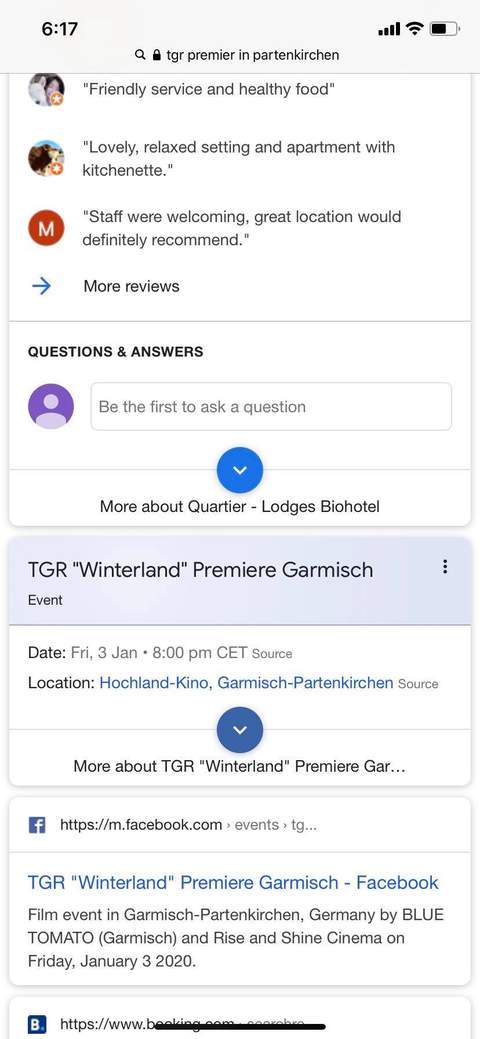 6:17
tgr premier in partenkirchen
"Friendly service and healthy food"
"Lovely, relaxed setting and apartment with
kitchenette."
M
"Staff were welcoming, great location would
definitely recommend."
More reviews
QUESTIONS & ANSWERS
Be the first to ask a question
More about Quartier - Lodges Biohotel
TGR "Winterland" Premiere Garmisch
Event
Date: Fri, 3 Jan • 8:00 pm CET Source
Location: Hochland-Kino, Garmisch-Partenkirchen Source
More about TGR "Winterland" Premiere Gar...
https://m.facebook.com › events › tg...
TGR "Winterland" Premiere Garmisch - Facebook
Film event in Garmisch-Partenkirchen, Germany by BLUE
TOMATO (Garmisch) and Rise and Shine Cinema on
Friday, January 3 2020.
B.
https://www.booking.com